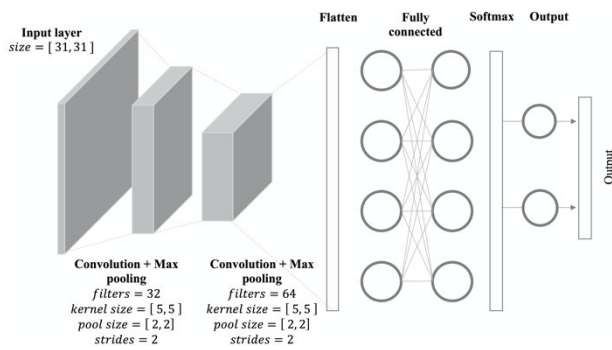 Input layer
size = [31,31]
Flatten
Fully
connected
Softmax
Output
Output
Convolution + Max
pooling
filters = 32
kernel size = [5,5]
pool size = [2,2]
strides = 2
Convolution + Max
pooling
filters = 64
kernel size = [5,5]
pool size = [2,2]
strides = 2